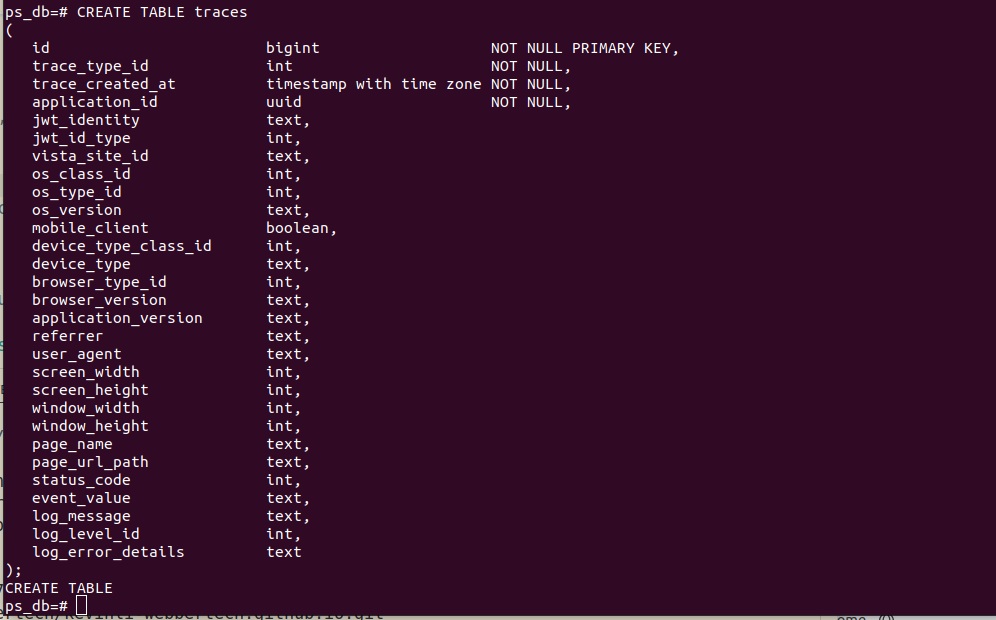 ps_db=# CREATE TABLE traces
(
id bigint NOT NULL PRIMARY KEY,
trace_type_id int NOT NULL,
trace_created_at timestamp with time zone NOT NULL,
application_id uuid NOT NULL,
jwt_identity text,
jwt_id_type int,
vista_site_id text,
os_class_id int,
os_type_id int,
os_version text,
mobile_client boolean,
device_type_class_id int,
device_type text,
browser_type_id int,
browser_version text,
application_version text,
referrer text,
user_agent text,
screen_width int,
screen_height int,
window_width int,
window_height int,
page_name text,
page_url_path text,
status_code int,
event_value text,
log_message text,
log_level_id int,
log_error_details text
);
CREATE TABLE
ps_db=#